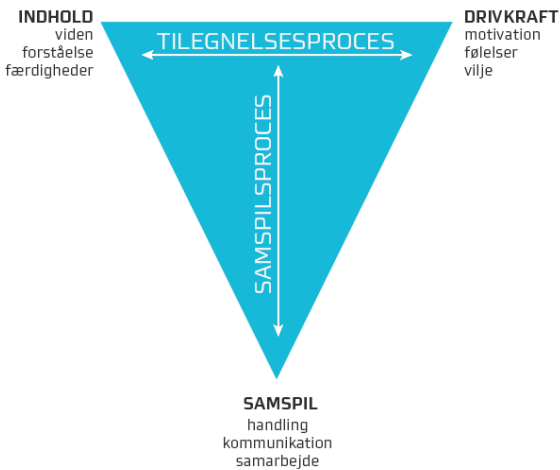 INDHOLD
viden
forståelse
færdigheder
DRIVKRAFT
motivation
følelser
vilje
TILEGNELSESPROCES
SAMSPILSPROCES
SAMSPIL
handling
kommunikation
samarbejde